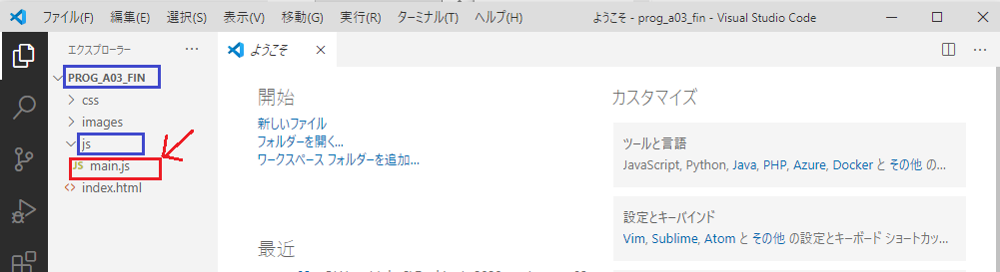 ファイル(F) 編集(E) 選択(S) 表示(V) 移動(G) 実行(R) ターミナル(T) ヘルプ(H) ようこそ - prog_a03_fin - Visual Studio Code
エクスプローラー
PROG_A03_FIN
css
images
js
JS main.js
<> index.html
ようこそ
開始
新しいファイル
フォルダーを開く...
ワークスペース フォルダーを追加...
最近
カスタマイズ
ツールと言語
JavaScript, Python, Java, PHP, Azure, Docker と その他 の...
設定とキーバインド
Vim, Sublime, Atom と その他 の設定とキーボード ショートカッ...